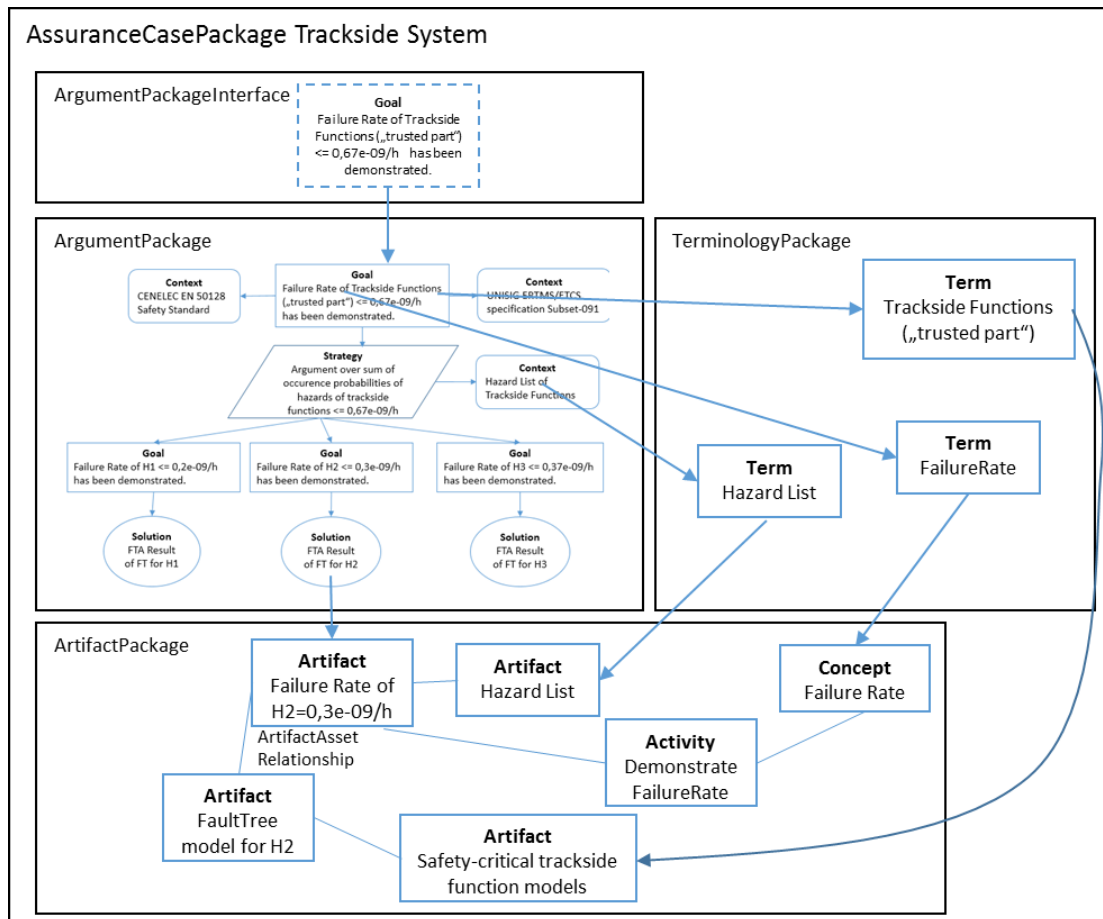 AssuranceCasePackage Trackside System
ArgumentPackageInterface
Goal
Failure Rate of Trackside
Functions („trusted part“)
<= 0,67e-09/h has been
demonstrated.
ArgumentPackage
Context
CENELEC EN 50128
Safety Standard
Goal
Failure Rate of Trackside Functions
(„trusted part“) <= 0,67e-09/h
has been demonstrated.
Context
UNISIG ERTMS/ETCS
specification Subset-091
Strategy
Argument over sum of
occurence probabilities of
hazards of trackside
functions <= 0,67e-09/h
Context
Hazard List of
Trackside Functions
Goal
Failure Rate of H1 <= 0,2e-09/h
has been demonstrated.
Goal
Failure Rate of H2 <= 0,3e-09/h
has been demonstrated.
Goal
Failure Rate of H3 <= 0,37e-09/h
has been demonstrated.
Solution
FTA Result
of FT for H1
Solution
FTA Result
of FT for H2
Solution
FTA Result
of FT for H3
TerminologyPackage
Term
Trackside Functions
(„trusted part“)
Term
FailureRate
Term
Hazard List
ArtifactPackage
Artifact
Failure Rate of
H2=0,3e-09/h
Artifact
Hazard List
Concept
Failure Rate
ArtifactAsset
Relationship
Activity
Demonstrate
FailureRate
Artifact
FaultTree
model for H2
Artifact
Safety-critical trackside
function models